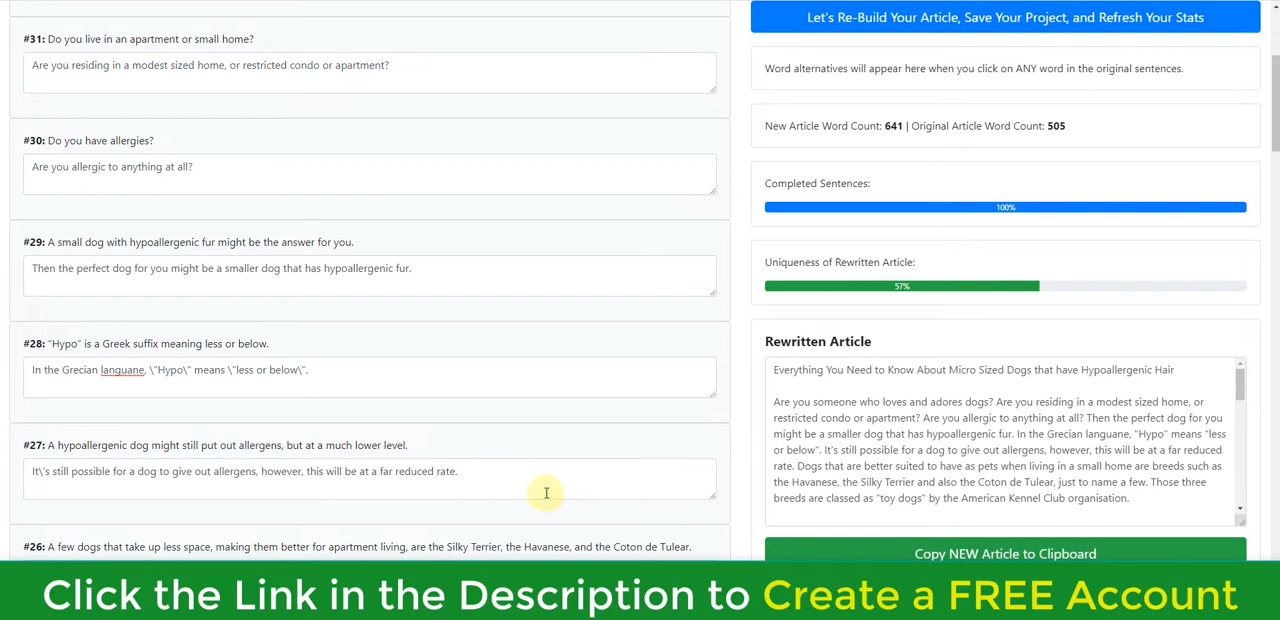 #31: Do you live in an apartment or small home?
Are you residing in a modest sized home, or restricted condo or apartment?
#30: Do you have allergies?
Are you allergic to anything at all?
#29: A small dog with hypoallergenic fur might be the answer for you.
Then the perfect dog for you might be a smaller dog that has hypoallergenic fur.
#28: "Hypo" is a Greek suffix meaning less or below.
In the Grecian languane, \"Hypo\" means \"less or below\".
#27: A hypoallergenic dog might still put out allergens, but at a much lower level.
It\'s still possible for a dog to give out allergens, however, this will be at a far reduced rate.
#26: A few dogs that take up less space, making them better for apartment living, are the Silky Terrier, the Havanese, and the Coton de Tulear.
Let's Re-Build Your Article, Save Your Project, and Refresh Your Stats
Word alternatives will appear here when you click on ANY word in the original sentences.
New Article Word Count: 641 | Original Article Word Count: 505
Completed Sentences:
100%
Uniqueness of Rewritten Article:
57%
Rewritten Article
Everything You Need to Know About Micro Sized Dogs that have Hypoallergenic Hair
Are you someone who loves and adores dogs? Are you residing in a modest sized home, or
restricted condo or apartment? Are you allergic to anything at all? Then the perfect dog for you
might be a smaller dog that has hypoallergenic fur. In the Grecian languane, "Hypo" means "less
or below". It's still possible for a dog to give out allergens, however, this will be at a far reduced
rate. Dogs that are better suited to have as pets when living in a small home are breeds such as
the Havanese, the Silky Terrier and also the Coton de Tulear, just to name a few. Those three
breeds are classed as "toy dogs" by the American Kennel Club organisation.
Copy NEW Article to Clipboard
Click the Link in the Description to Create a FREE Account